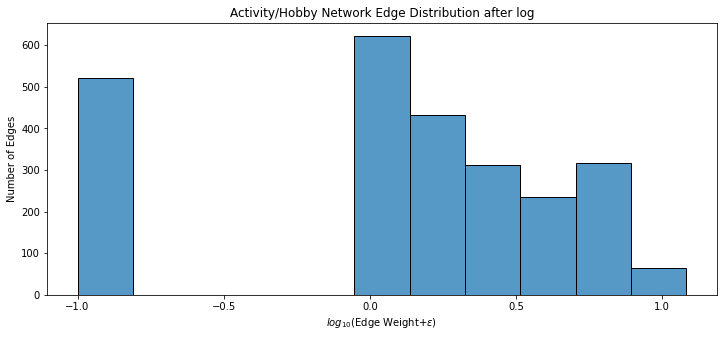 Activity/Hobby Network Edge Distribution after log
Number of Edges
600
500
400
300
200
100
0
−1.0 −0.5 0.0 0.5 1.0
log₁₀(Edge Weight+ε)